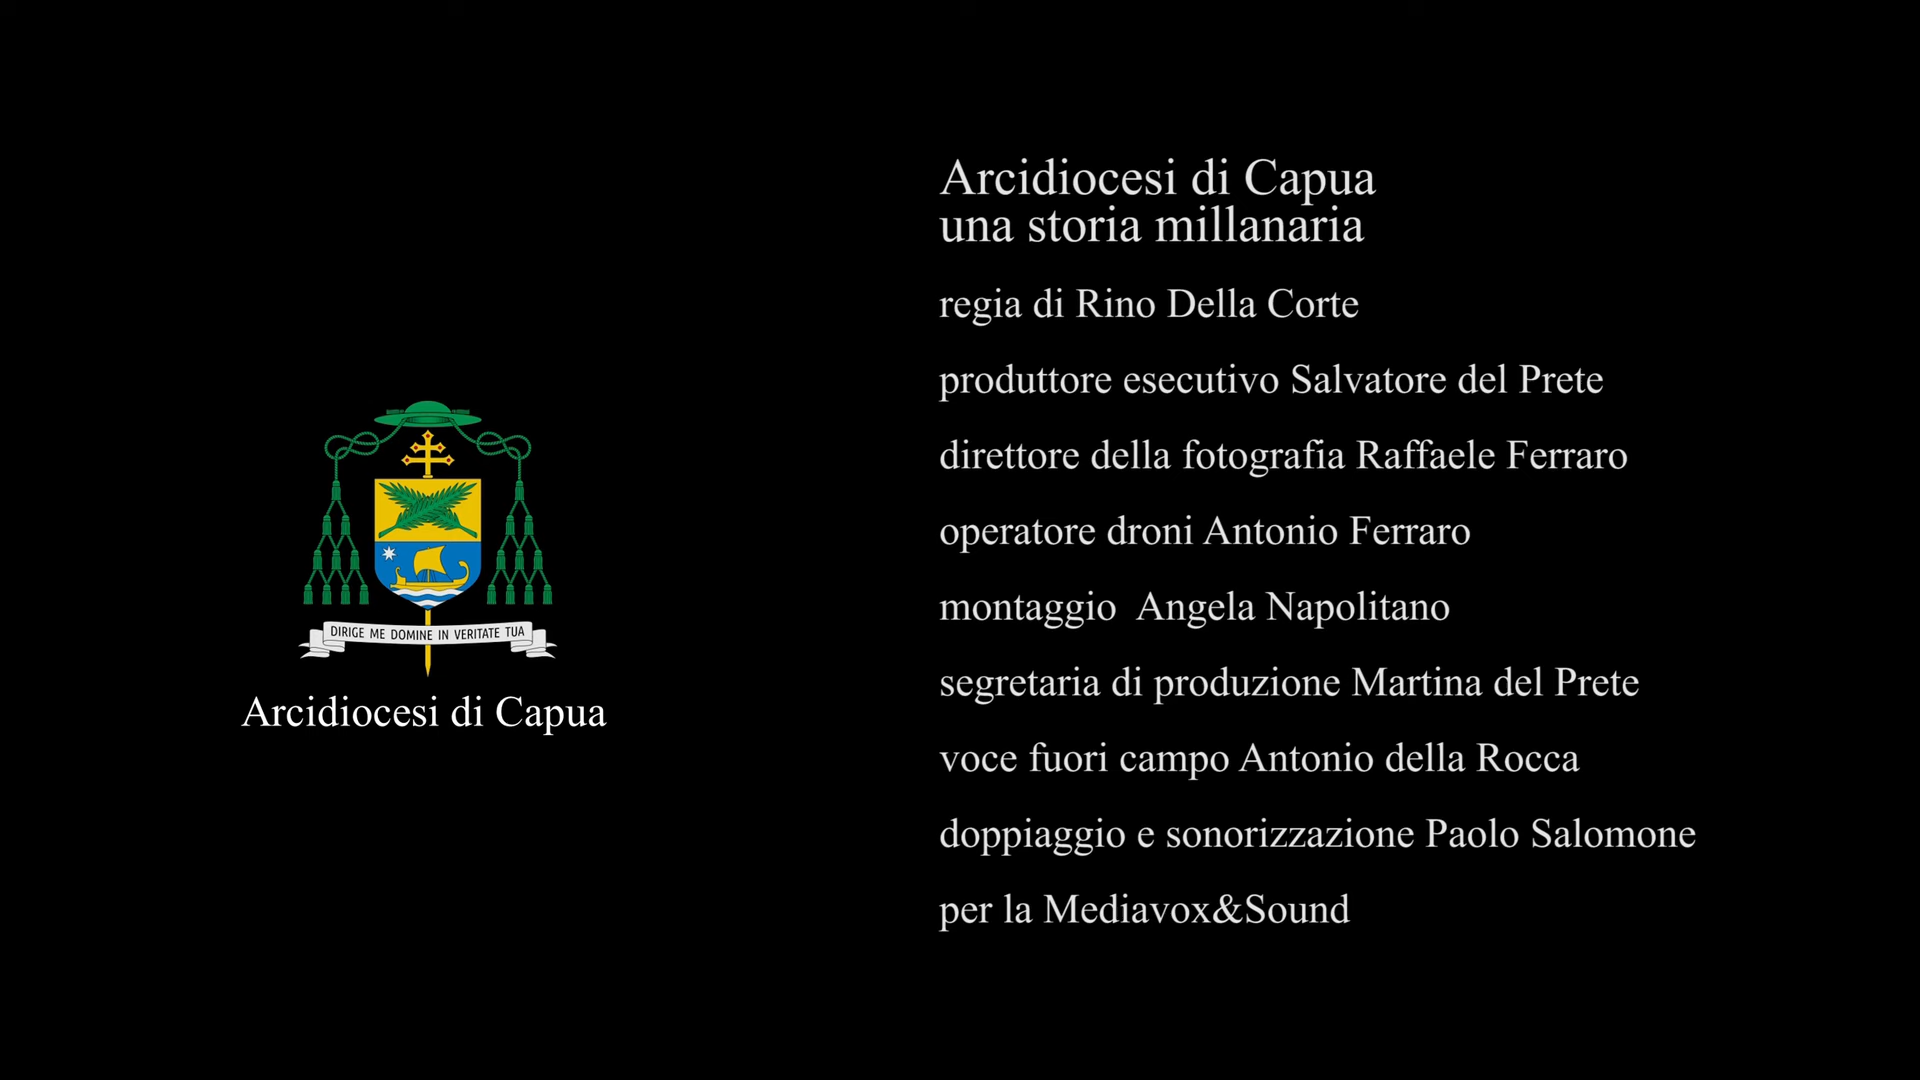 DIRIGE ME DOMINE IN VERITATE TUA
Arcidiocesi di Capua
Arcidiocesi di Capua
una storia millanaria
regia di Rino Della Corte
produttore esecutivo Salvatore del Prete
direttore della fotografia Raffaele Ferraro
operatore droni Antonio Ferraro
montaggio  Angela Napolitano
segretaria di produzione Martina del Prete
voce fuori campo Antonio della Rocca
doppiaggio e sonorizzazione Paolo Salomone
per la Mediavox&Sound